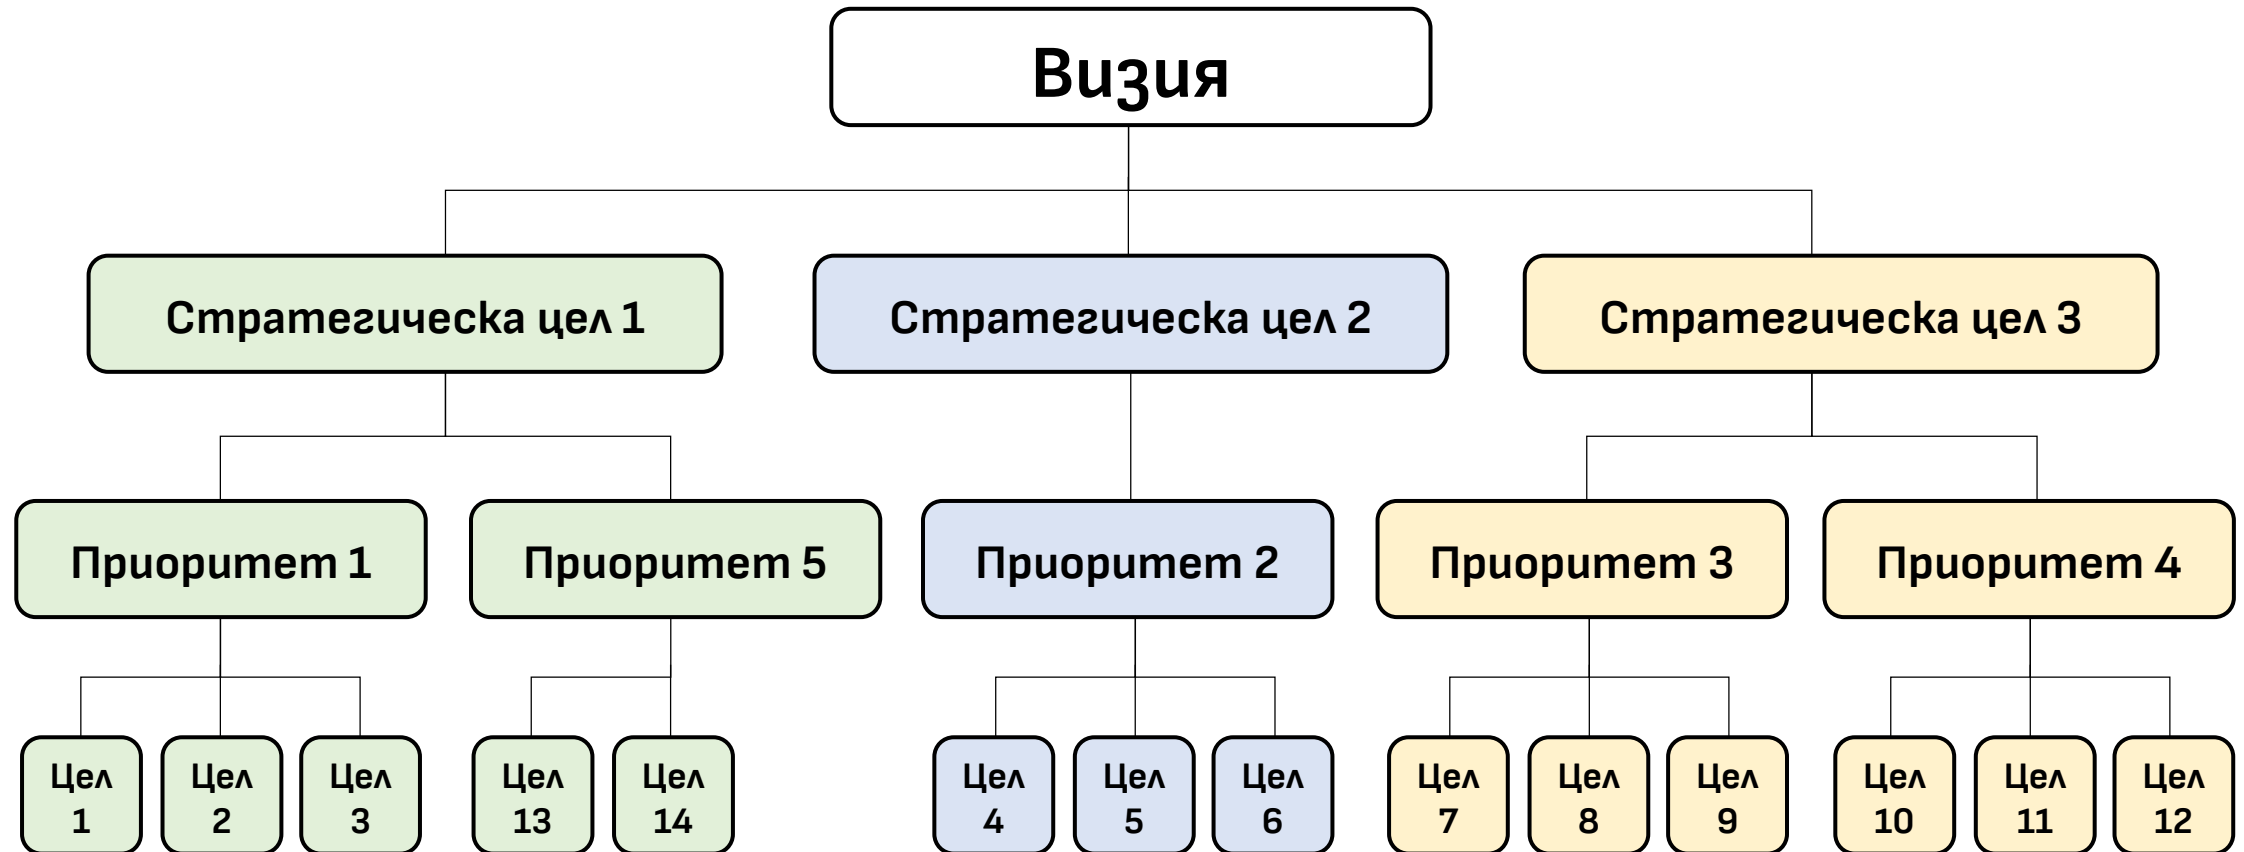 Визия
Стратегическа цел 1
Стратегическа цел 2
Стратегическа цел 3
Приоритет 1
Приоритет 5
Приоритет 2
Приоритет 3
Приоритет 4
Цел
1
Цел
2
Цел
3
Цел
13
Цел
14
Цел
4
Цел
5
Цел
6
Цел
7
Цел
8
Цел
9
Цел
10
Цел
11
Цел
12